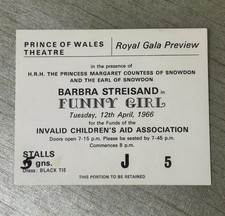 PRINCE OF WALES THEATRE
Royal Gala Preview
in the presence of
H.R.H. THE PRINCESS MARGARET COUNTESS OF SNOWDON
AND THE EARL OF SNOWDON
BARBRA STREISAND in
FUNNY GIRL
Tuesday, 12th April, 1966
for the Funds of the
INVALID CHILDREN'S AID ASSOCIATION
Doors open 7-15 p.m. Please be seated by 7-45 p.m.
Commences 8 p.m.
STALLS
5 gns.
Dress: BLACK TIE
J
5
THIS PORTION TO BE RETAINED